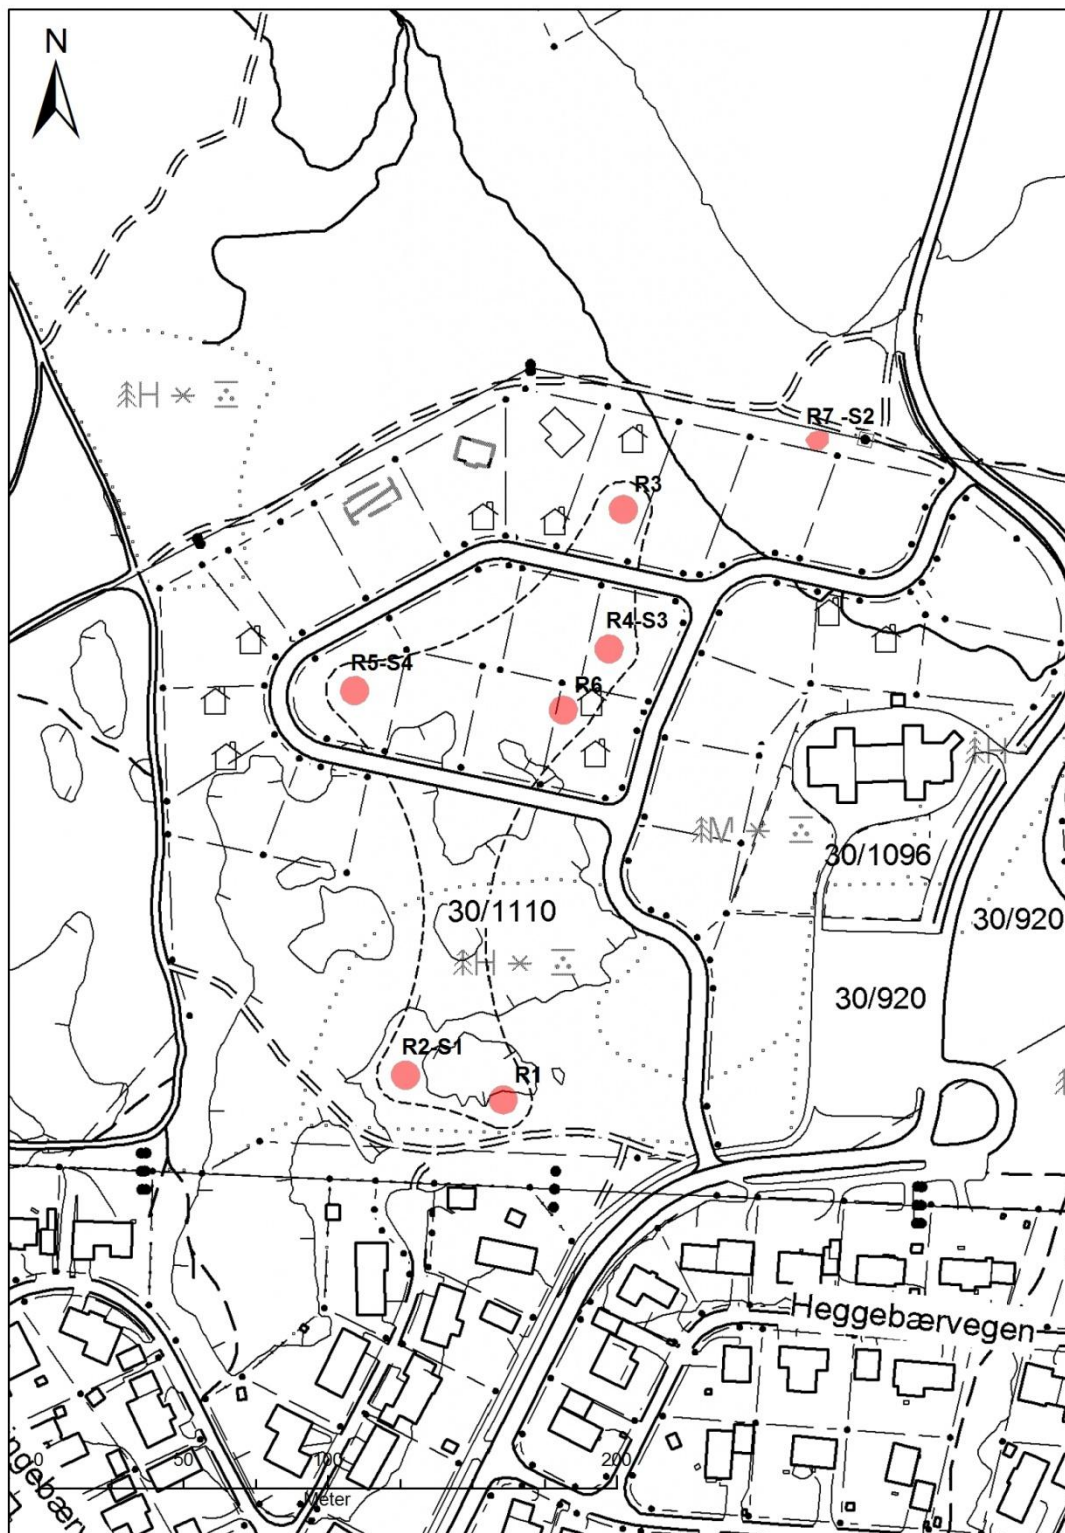 N
H
R7 -S2
R3
R4-S3
R5-S4
R6
H
M
30/1096
30/1110
30/920
H
30/920
R2-S1
R1
Heggebærvegen
0
50
100
200
Meter